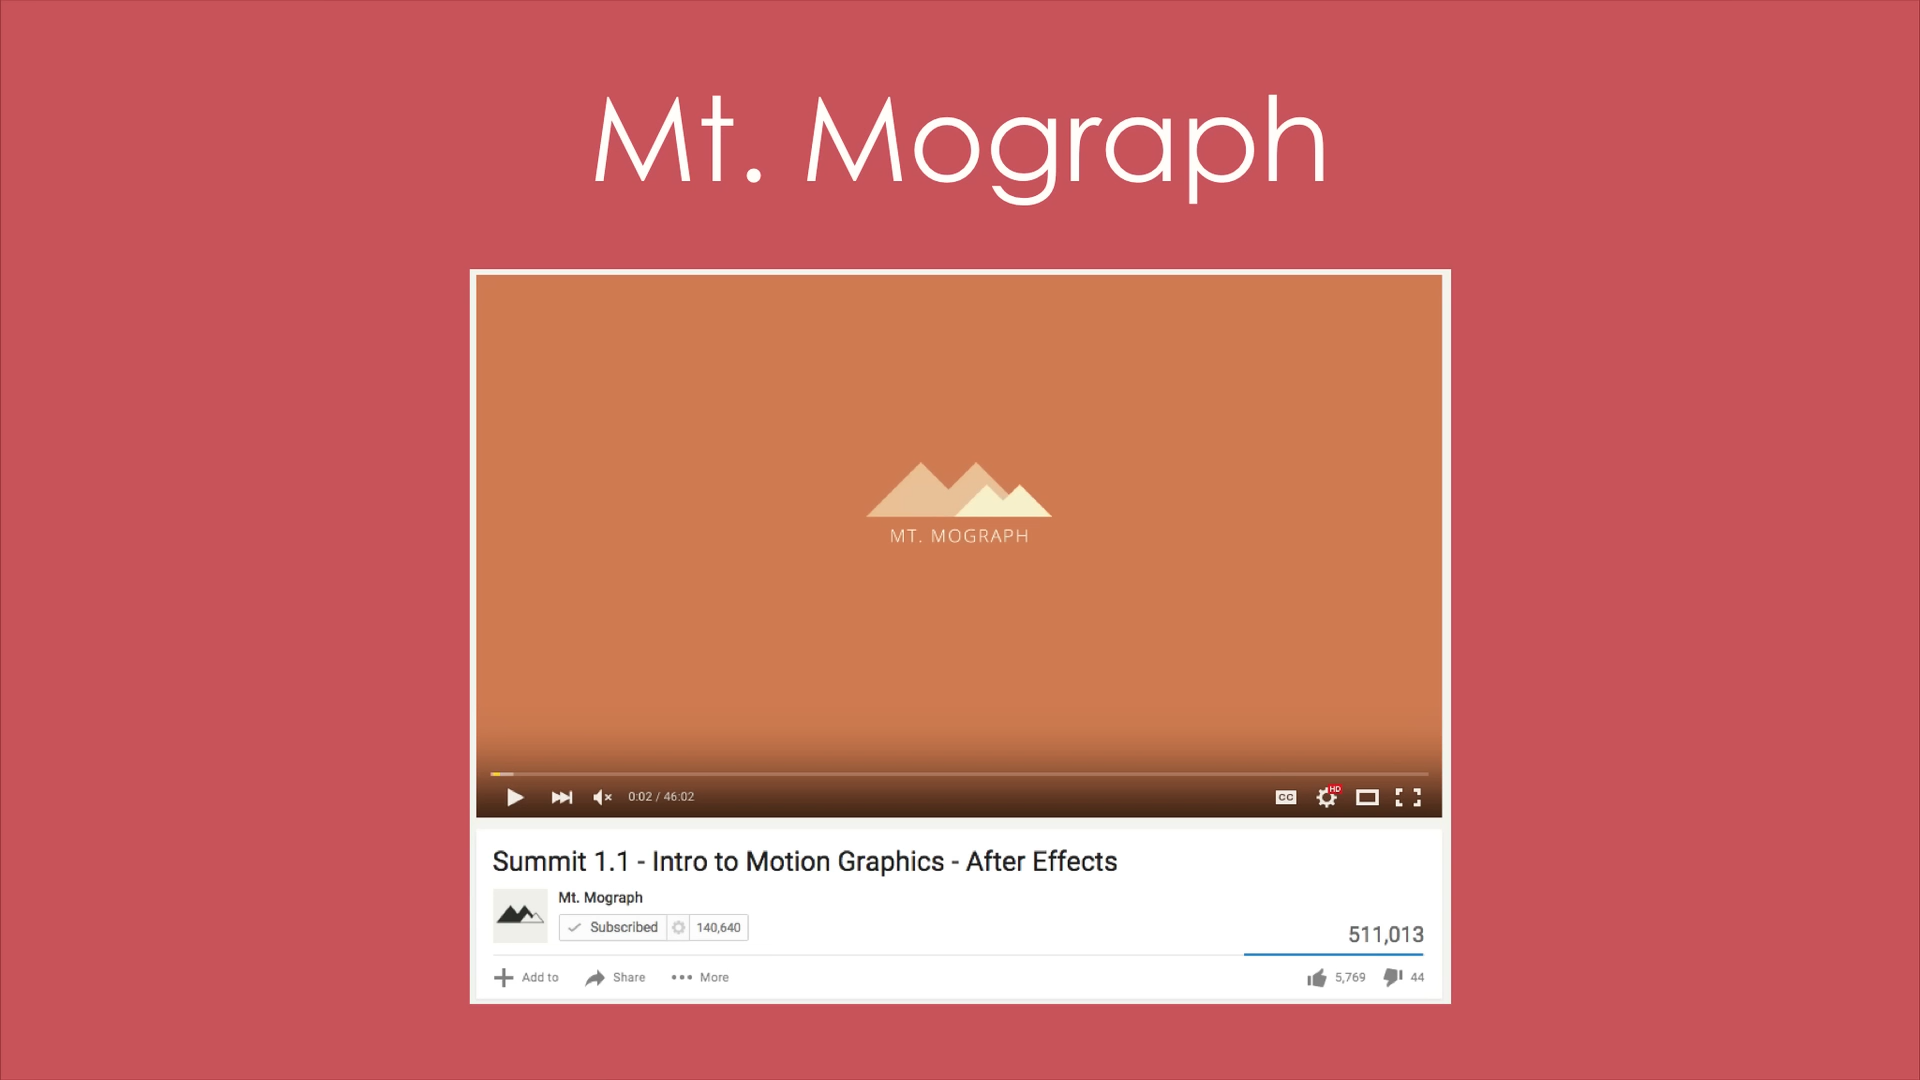 Mt. Mograph
MT. MOGRAPH
0:02 / 46:02
CC
HD
Summit 1.1 - Intro to Motion Graphics - After Effects
Mt. Mograph
Subscribed 140,640
511,013
Add to Share More 5,769 44